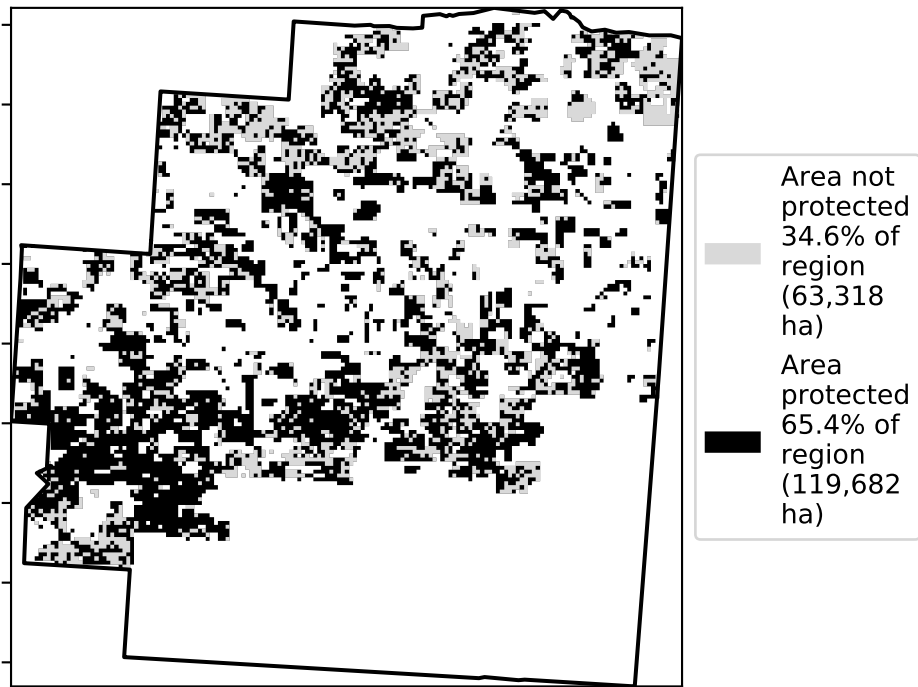 Area not
protected
34.6% of
region
(63,318
ha)
Area
protected
65.4% of
region
(119,682
ha)